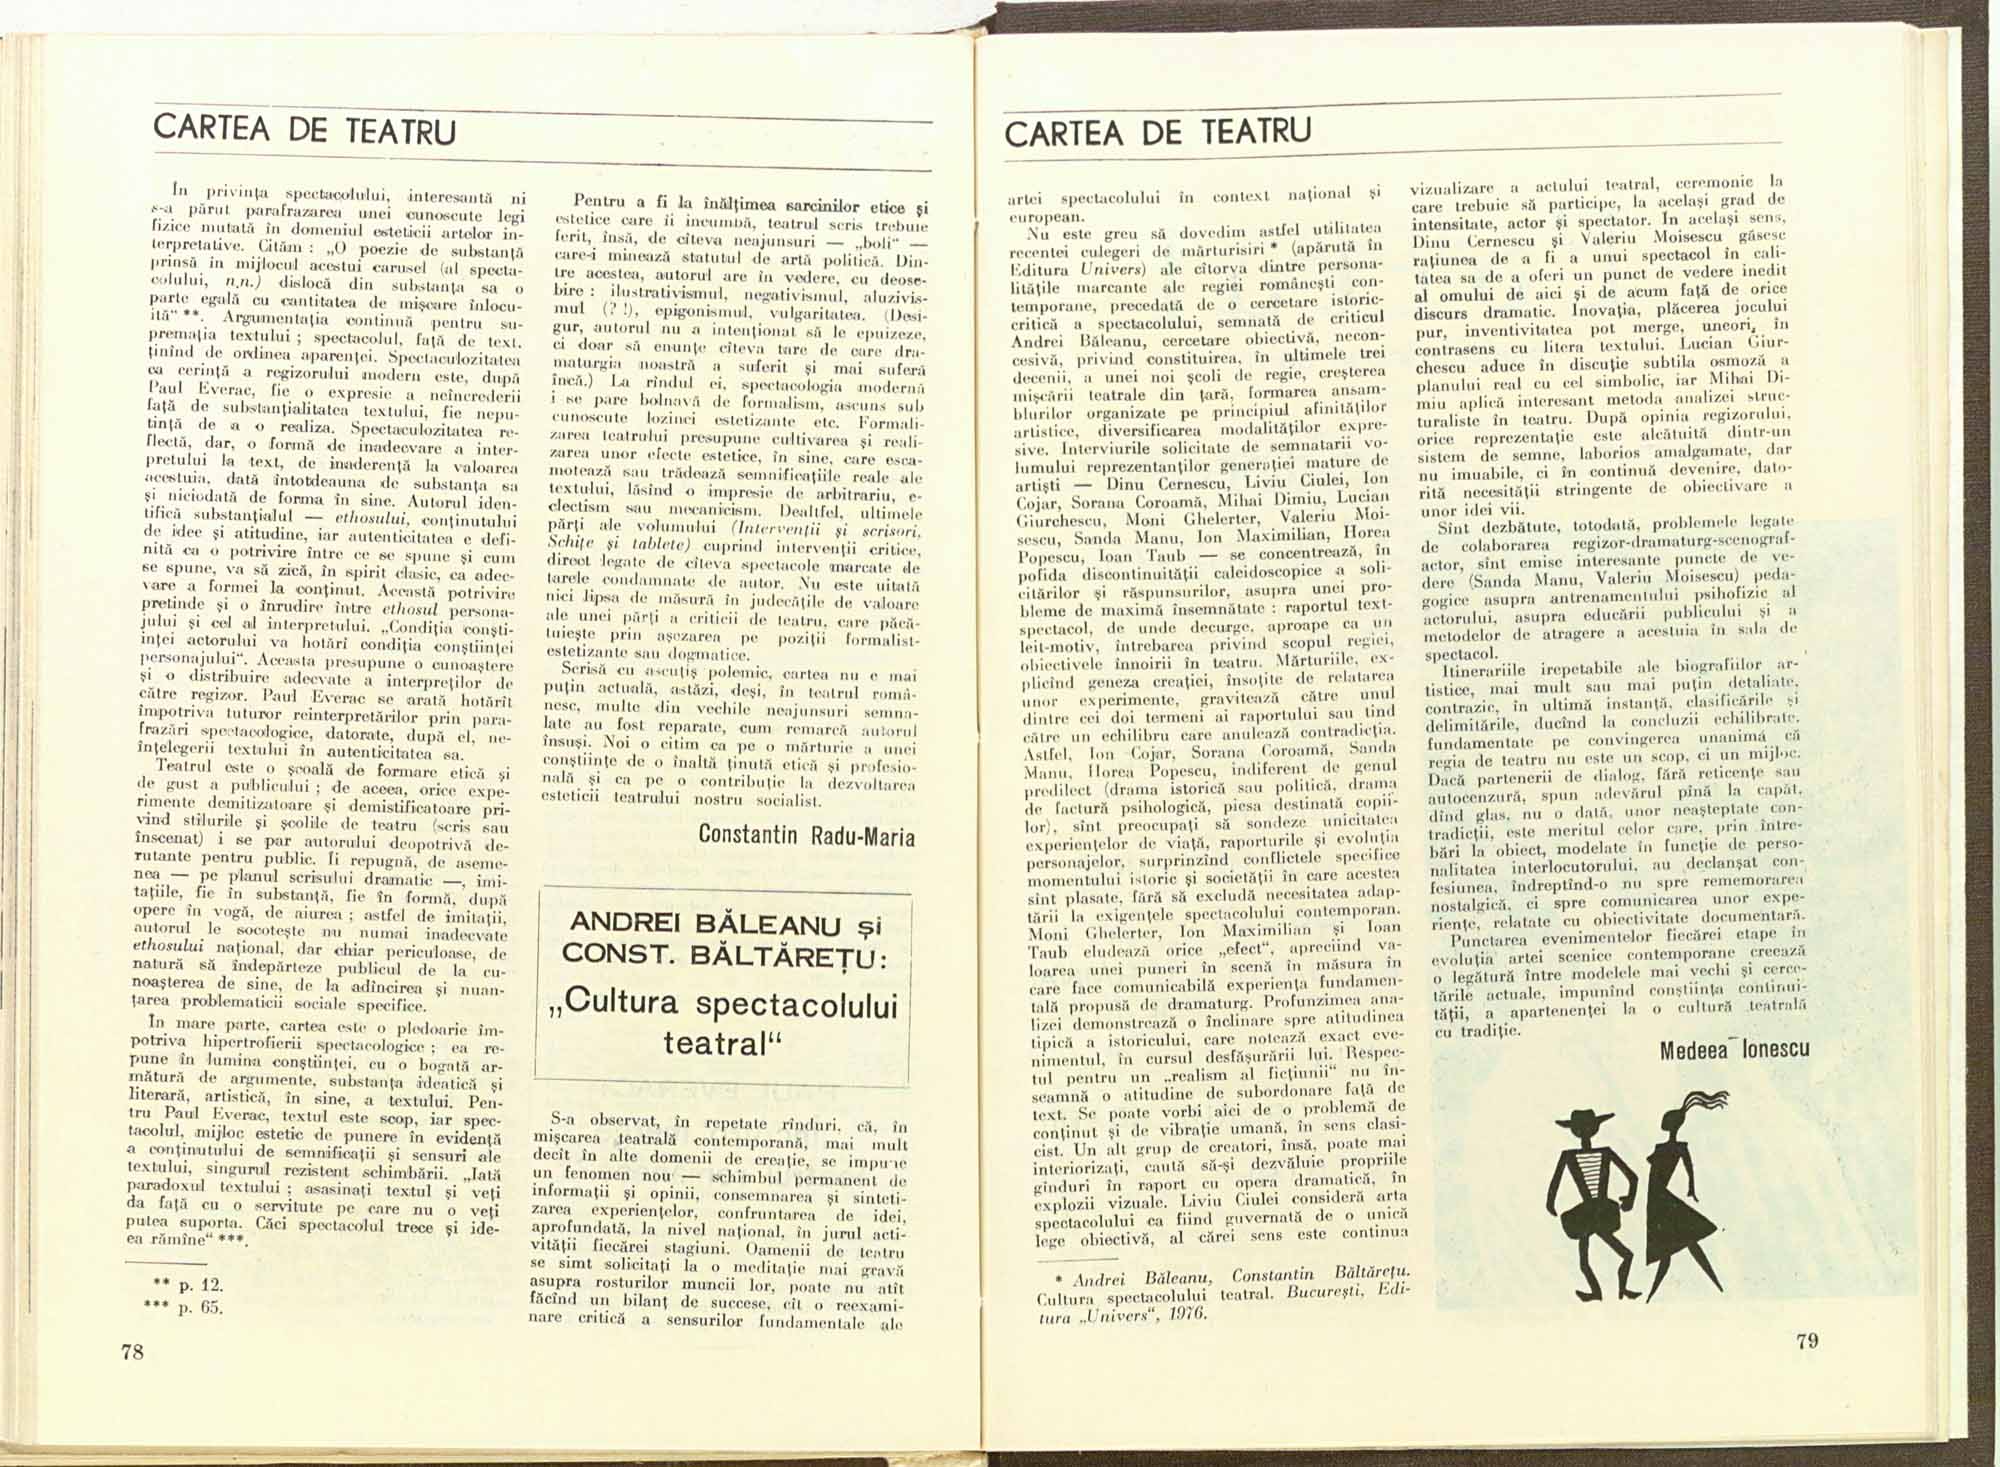 CARTEA DE TEATRU
In privința spectacolului, interesantă ni
s-a părut parafrazarea unei cunoscute legi
fizice mutată în domeniul esteticii artelor in-
terpretative. Cităm : „O poezie de substanță
prinsă în mijlocul acestui carusel (al specta-
colului, n.n.) dislocă din substanța sa o
parte egală cu cantitatea de mișcare înlocu-
ită" **. Argumentația continuă pentru su-
premația textului ; spectacolul, față de text,
ținînd de ordinea aparenței. Spectaculozitatea
ca cerință a regizorului modern este, după
Paul Everac, fie o expresie a neîncrederii
față de substanțialitatea textului, fie nepu-
tință de a o realiza. Spectaculozitatea re-
flectă, dar, o formă de inadecvare a inter-
pretului la text, de inaderență la valoarea
acestuia, dată întotdeauna de substanța sa
și niciodată de forma în sine. Autorul iden-
tifică substanțialul — ethosului, conținutului
de idee și atitudine, iar autenticitatea e defi-
nită ca o potrivire între ce se spune și cum
se spune, va să zică, în spirit clasic, ca adec-
vare a formei la conținut. Această potrivire
pretinde și o înrudire între ethosul persona-
jului și cel al interpretului. „Condiția conști-
inței actorului va hotărî condiția conștiinței
personajului". Aceasta presupune o cunoaștere
și o distribuire adecvate a interpreților de
către regizor. Paul Everac se arată hotărît
împotriva tuturor reinterpretărilor prin para-
frazări spectacologice, datorate, după el, ne-
înțelegerii textului în autenticitatea sa.
Teatrul este o școală de formare etică și
de gust a publicului ; de aceea, orice expe-
rimente demitizatoare și demistificatoare pri-
vind stilurile și școlile de teatru (scris sau
înscenat) i se par autorului deopotrivă de-
rutante pentru public. Ii repugnă, de aseme-
nea — pe planul scrisului dramatic —, imi-
tațiile, fie în substanță, fie în formă, după
opere în vogă, de aiurea ; astfel de imitații,
autorul le socotește nu numai inadecvate
ethosului național, dar chiar periculoase, de
natură să îndepărteze publicul de la cu-
noașterea de sine, de la adîncirea și nuan-
țarea problematicii sociale specifice.
In mare parte, cartea este o pledoarie îm-
potriva hipertrofierii spectacologice ; ea re-
pune în lumina conștiinței, cu o bogată ar-
mătură de argumente, substanța ideatică și
literară, artistică, în sine, a textului. Pen-
tru Paul Everac, textul este scop, iar spec-
tacolul, mijloc estetic de punere în evidență
a conținutului de semnificații și sensuri ale
textului, singurul rezistent schimbării. „Iată
paradoxul textului ; asasinați textul și veți
da față cu o servitute pe care nu o veți
putea suporta. Căci spectacolul trece și ide-
ea rămîne" ***.
** p. 12.
*** p. 65.
78
Pentru a fi la înălțimea sarcinilor etice și
estetice care îi incumbă, teatrul scris trebuie
ferit, însă, de cîteva neajunsuri — „boli" —
care-i minează statutul de artă politică. Din-
tre acestea, autorul are în vedere, cu deose-
bire : ilustrativismul, negativismul, aluzivis-
mul (? !), epigonismul, vulgaritatea. (Desi-
gur, autorul nu a intenționat să le epuizeze,
ci doar să enunțe cîteva tare de care dra-
maturgia noastră a suferit și mai suferă
încă.) La rîndul ei, spectacologia modernă
i se pare bolnavă de formalism, ascuns sub
cunoscute lozinci estetizante etc. Formali-
zarea teatrului presupune cultivarea și reali-
zarea unor efecte estetice, în sine, care esca-
motează sau trădează semnificațiile reale ale
textului, lăsînd o impresie de arbitrariu, e-
clectism sau mecanicism. Dealtfel, ultimele
părți ale volumului (Intervenții și scrisori,
Schițe și tablete) cuprind intervenții critice,
direct legate de cîteva spectacole marcate de
tarele condamnate de autor. Nu este uitată
nici lipsa de măsură în judecățile de valoare
ale unei părți a criticii de teatru, care păcă-
tuiește prin așezarea pe poziții formalist-
estetizante sau dogmatice.
Scrisă cu ascuțiș polemic, cartea nu e mai
puțin actuală, astăzi, deși, în teatrul româ-
nesc, multe din vechile neajunsuri semna-
late au fost reparate, cum remarcă autorul
însuși. Noi o citim ca pe o mărturie a unei
conștiințe de o înaltă ținută etică și profesio-
nală și ca pe o contribuție la dezvoltarea
esteticii teatrului nostru socialist.
Constantin Radu-Maria
ANDREI BĂLEANU și
CONST. BĂLTĂREȚU:
„Cultura spectacolului
teatral"
S-a observat, în repetate rînduri, că, în
mișcarea teatrală contemporană, mai mult
decît în alte domenii de creație, se impune
un fenomen nou — schimbul permanent de
informații și opinii, consemnarea și sinteti-
zarea experiențelor, confruntarea de idei,
aprofundată, la nivel național, în jurul acti-
vității fiecărei stagiuni. Oamenii de teatru
se simt solicitați la o meditație mai gravă
asupra rosturilor muncii lor, poate nu atît
făcînd un bilanț de succese, cît o reexami-
nare critică a sensurilor fundamentale ale
CARTEA DE TEATRU
artei spectacolului în context național și
european.
Nu este greu să dovedim astfel utilitatea
recentei culegeri de mărturisiri * (apărută în
Editura Univers) ale cîtorva dintre persona-
litățile marcante ale regiei românești con-
temporane, precedată de o cercetare istoric-
critică a spectacolului, semnată de criticul
Andrei Băleanu, cercetare obiectivă, necon-
cesivă, privind constituirea, în ultimele trei
decenii, a unei noi școli de regie, creșterea
mișcării teatrale din țară, formarea ansam-
blurilor organizate pe principiul afinităților
artistice, diversificarea modalităților expre-
sive. Interviurile solicitate de semnatarii vo-
lumului reprezentanților generației mature de
artiști — Dinu Cernescu, Liviu Ciulei, Ion
Cojar, Sorana Coroamă, Mihai Dimiu, Lucian
Giurchescu, Moni Ghelerter, Valeriu Moi-
sescu, Sanda Manu, Ion Maximilian, Horea
Popescu, Ioan Taub — se concentrează, în
pofida discontinuității caleidoscopice a soli-
citărilor și răspunsurilor, asupra unei pro-
bleme de maximă însemnătate : raportul text-
spectacol, de unde decurge, aproape ca un
leit-motiv, întrebarea privind scopul regiei,
obiectivele înnoirii în teatru. Mărturiile, ex-
plicînd geneza creației, însoțite de relatarea
unor experimente, gravitează către unul
dintre cei doi termeni ai raportului sau tind
către un echilibru care anulează contradicția.
Astfel, Ion Cojar, Sorana Coroamă, Sanda
Manu, Horea Popescu, indiferent de genul
predilect (drama istorică sau politică, drama
de factură psihologică, piesa destinată copii-
lor), sînt preocupați să sondeze unicitatea
experiențelor de viață, raporturile și evoluția
personajelor, surprinzînd conflictele specifice
momentului istoric și societății în care acestea
sînt plasate, fără să excludă necesitatea adap-
tării la exigențele spectacolului contemporan.
Moni Ghelerter, Ion Maximilian și Ioan
Taub eludează orice „efect", apreciind va-
loarea unei puneri în scenă în măsura în
care face comunicabilă experiența fundamen-
tală propusă de dramaturg. Profunzimea ana-
lizei demonstrează o înclinare spre atitudinea
tipică a istoricului, care notează exact eve-
nimentul, în cursul desfășurării lui. Respec-
tul pentru un „realism al ficțiunii" nu în-
seamnă o atitudine de subordonare față de
text. Se poate vorbi aici de o problemă de
conținut și de vibrație umană, în sens clasi-
cist. Un alt grup de creatori, însă, poate mai
interiorizați, caută să-și dezvăluie propriile
gînduri în raport cu opera dramatică, în
explozii vizuale. Liviu Ciulei consideră arta
spectacolului ca fiind guvernată de o unică
lege obiectivă, al cărei sens este continua
* Andrei Băleanu, Constantin Băltărețu.
Cultura spectacolului teatral. București, Edi-
tura „Univers", 1976.
vizualizare a actului teatral, ceremonie la
care trebuie să participe, la același grad de
intensitate, actor și spectator. In același sens,
Dinu Cernescu și Valeriu Moisescu găsesc
rațiunea de a fi a unui spectacol în cali-
tatea sa de a oferi un punct de vedere inedit
al omului de aici și de acum față de orice
discurs dramatic. Inovația, plăcerea jocului
pur, inventivitatea pot merge, uneori, în
contrasens cu litera textului. Lucian Giur-
chescu aduce în discuție subtila osmoză a
planului real cu cel simbolic, iar Mihai Di-
miu aplică interesant metoda analizei struc-
turaliste în teatru. După opinia regizorului,
orice reprezentație este alcătuită dintr-un
sistem de semne, laborios amalgamate, dar
nu imuabile, ci în continuă devenire, dato-
rită necesității stringente de obiectivare a
unor idei vii.
Sînt dezbătute, totodată, problemele legate
de colaborarea regizor-dramaturg-scenograf-
actor, sînt emise interesante puncte de ve-
dere (Sanda Manu, Valeriu Moisescu) peda-
gogice asupra antrenamentului psihofizic al
actorului, asupra educării publicului și a
metodelor de atragere a acestuia în sala de
spectacol.
Itinerariile irepetabile ale biografiilor ar-
tistice, mai mult sau mai puțin detaliate,
contrazic, în ultimă instanță, clasificările și
delimitările, ducînd la concluzii echilibrate,
fundamentate pe convingerea unanimă că
regia de teatru nu este un scop, ci un mijloc.
Dacă partenerii de dialog, fără reticențe sau
autocenzură, spun adevărul pînă la capăt,
dînd glas, nu o dată, unor neașteptate con-
tradicții, este meritul celor care, prin între-
bări la obiect, modelate în funcție de perso-
nalitatea interlocutorului, au declanșat con-
fesiunea, îndreptînd-o nu spre rememorarea
nostalgică, ci spre comunicarea unor expe-
riențe, relatate cu obiectivitate documentară.
Punctarea evenimentelor fiecărei etape în
evoluția artei scenice contemporane creează
o legătură între modelele mai vechi și cerce-
tările actuale, impunînd conștiința continui-
tății, a apartenenței la o cultură teatrală
cu tradiție.
Medeea Ionescu
79